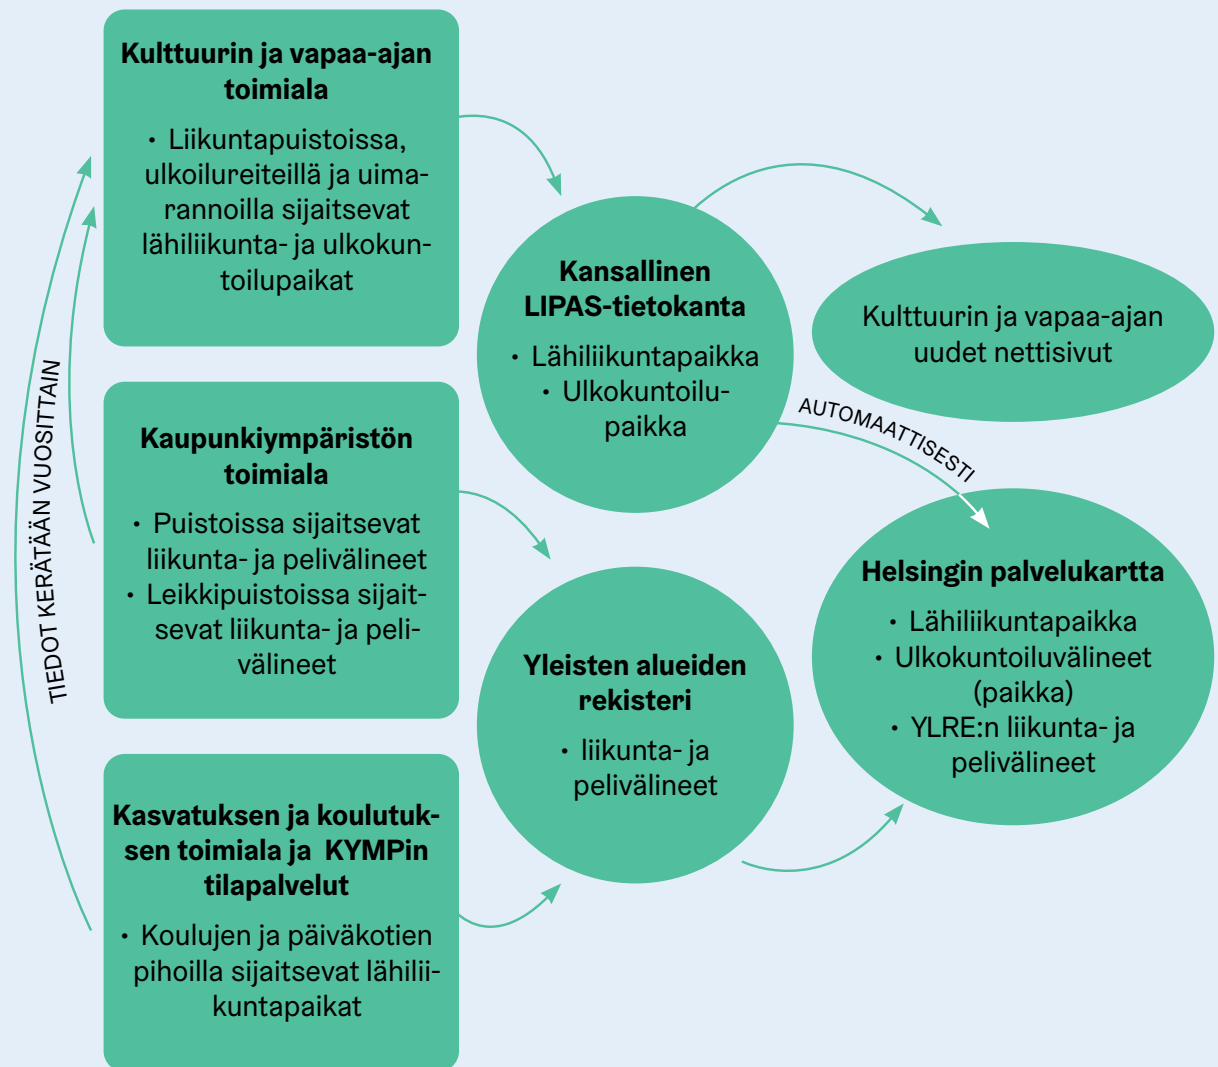 Kulttuurin ja vapaa-ajan
toimiala
• Liikuntapuistoissa,
ulkoilureiteillä ja uima-
rannoilla sijaitsevat
lähiliikunta- ja ulkokun-
toilupaikat
TIEDOT KERÄTÄÄN VUOSITTAIN
Kaupunkiympäristön
toimiala
• Puistoissa sijaitsevat
liikunta- ja pelivälineet
• Leikkipuistoissa sijait-
sevat liikunta- ja peli-
välineet
Kasvatuksen ja koulutuk-
sen toimiala ja KYMPin
tilapalvelut
• Koulujen ja päiväkotien
pihoilla sijaitsevat lähilii-
kuntapaikat
Kansallinen
LIPAS-tietokanta
• Lähiliikuntapaikka
• Ulkokuntoilu-
paikka
Yleisten alueiden
rekisteri
• liikunta- ja
pelivälineet
Kulttuurin ja vapaa-ajan
uudet nettisivut
AUTOMAATTISESTI
Helsingin palvelukartta
• Lähiliikuntapaikka
• Ulkokuntoiluvälineet
(paikka)
• YLRE:n liikunta- ja
pelivälineet